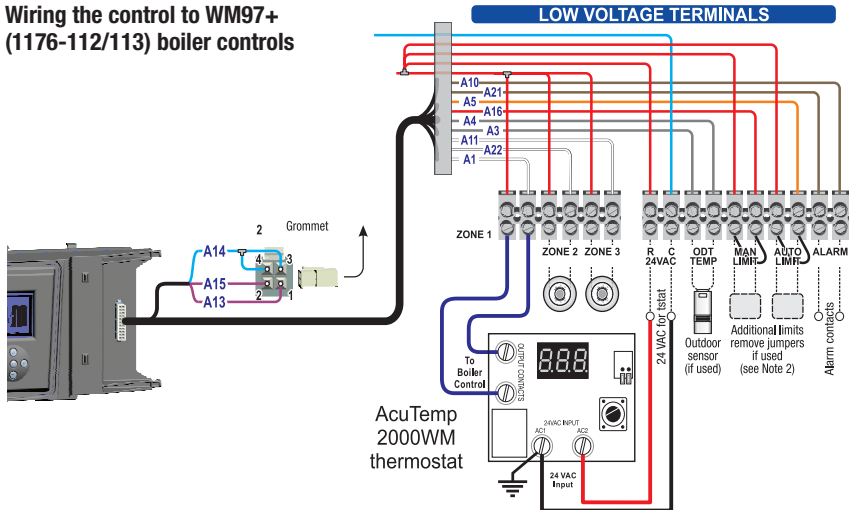 Wiring the control to WM97+
(1176-112/113) boiler controls
LOW VOLTAGE TERMINALS
A10
A21
A5
A16
A4
A3
A11
A22
A1
2
Grommet
A14
4
3
A15
2
1
A13
ZONE 1
ZONE 2
ZONE 3
R C
24VAC
ODT
TEMP
MAN
LIMIT
AUTO
LIMIT
ALARM
24 VAC for tstat
Outdoor
sensor
(if used)
Additional limits
remove jumpers
if used
(see Note 2)
Alarm contacts
To
Boiler
Control
OUTPUT CONTACTS
8.8.8.
AcuTemp
2000WM
thermostat
24VAC INPUT
AC1
AC2
24 VAC
Input